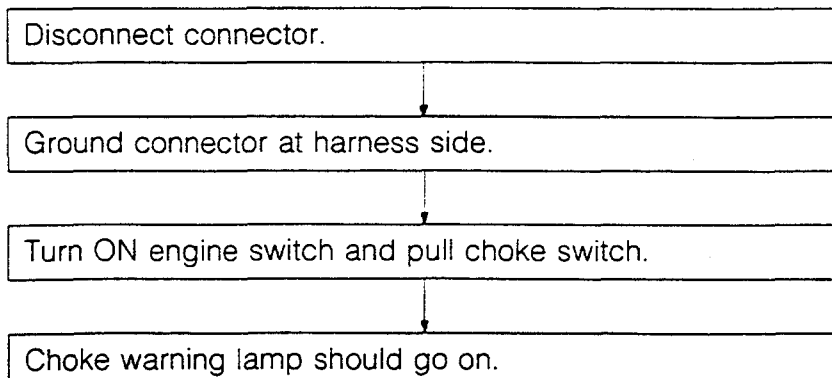 Disconnect connector.
Ground connector at harness side.
Turn ON engine switch and pull choke switch.
Choke warning lamp should go on.